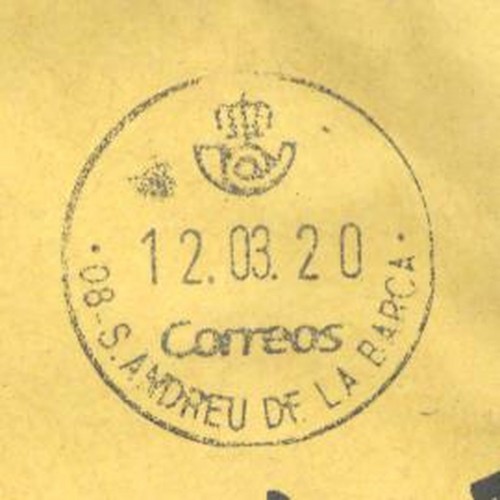 12.03.20
Correos
· 08-S.ANDREU DE LA BARCA ·